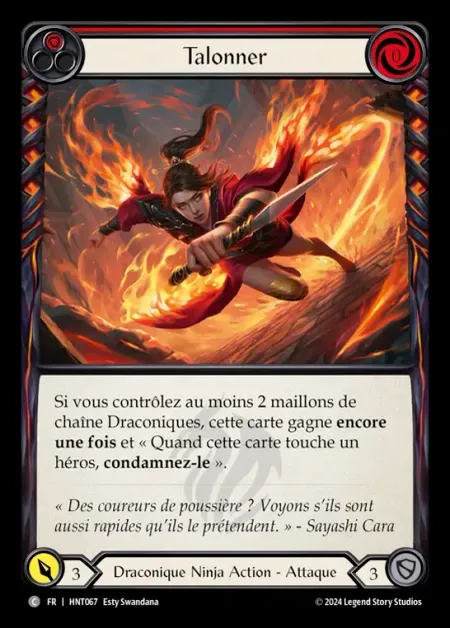 Talonner
0
Si vous contrôlez au moins 2 maillons de
chaîne Draconiques, cette carte gagne encore
une fois et « Quand cette carte touche un
héros, condamnez-le ».
« Des coureurs de poussière ? Voyons s'ils sont
aussi rapides qu'ils le prétendent. » - Sayashi Cara
3 Draconique Ninja Action - Attaque 3
C FR | HNT067 Esty Swandana © 2024 Legend Story Studios